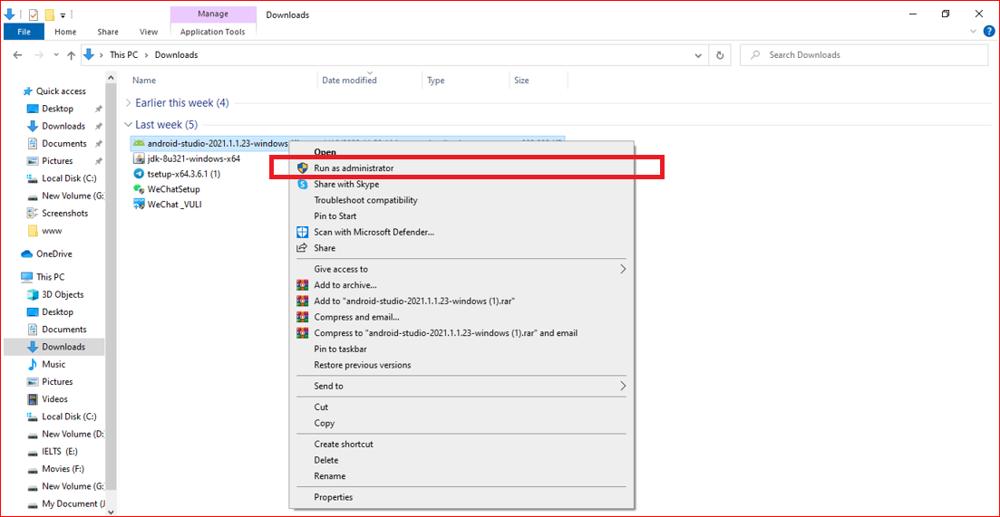 Manage
Downloads
File
Home
Share
View
Application Tools
This PC
Downloads
Search Downloads
Name
Date modified
Type
Size
Quick access
Desktop
Downloads
Documents
Pictures
Local Disk (C:)
New Volume (G:
Screenshots
www
OneDrive
This PC
3D Objects
Desktop
Documents
Downloads
Music
Pictures
Videos
Local Disk (C:)
New Volume (D:
IELTS (E:)
Movies (F:)
New Volume (G:
My Document (J
Earlier this week (4)
Last week (5)
android-studio-2021.1.1.23-windows
jdk-8u321-windows-x64
tsetup-x64.3.6.1 (1)
WeChatSetup
WeChat _VULI
Open
Run as administrator
Share with Skype
Troubleshoot compatibility
Pin to Start
Scan with Microsoft Defender...
Share
Give access to
Add to archive...
Add to "android-studio-2021.1.1.23-windows (1).rar"
Compress and email...
Compress to "android-studio-2021.1.1.23-windows (1).rar" and email
Pin to taskbar
Restore previous versions
Send to
Cut
Copy
Create shortcut
Delete
Rename
Properties